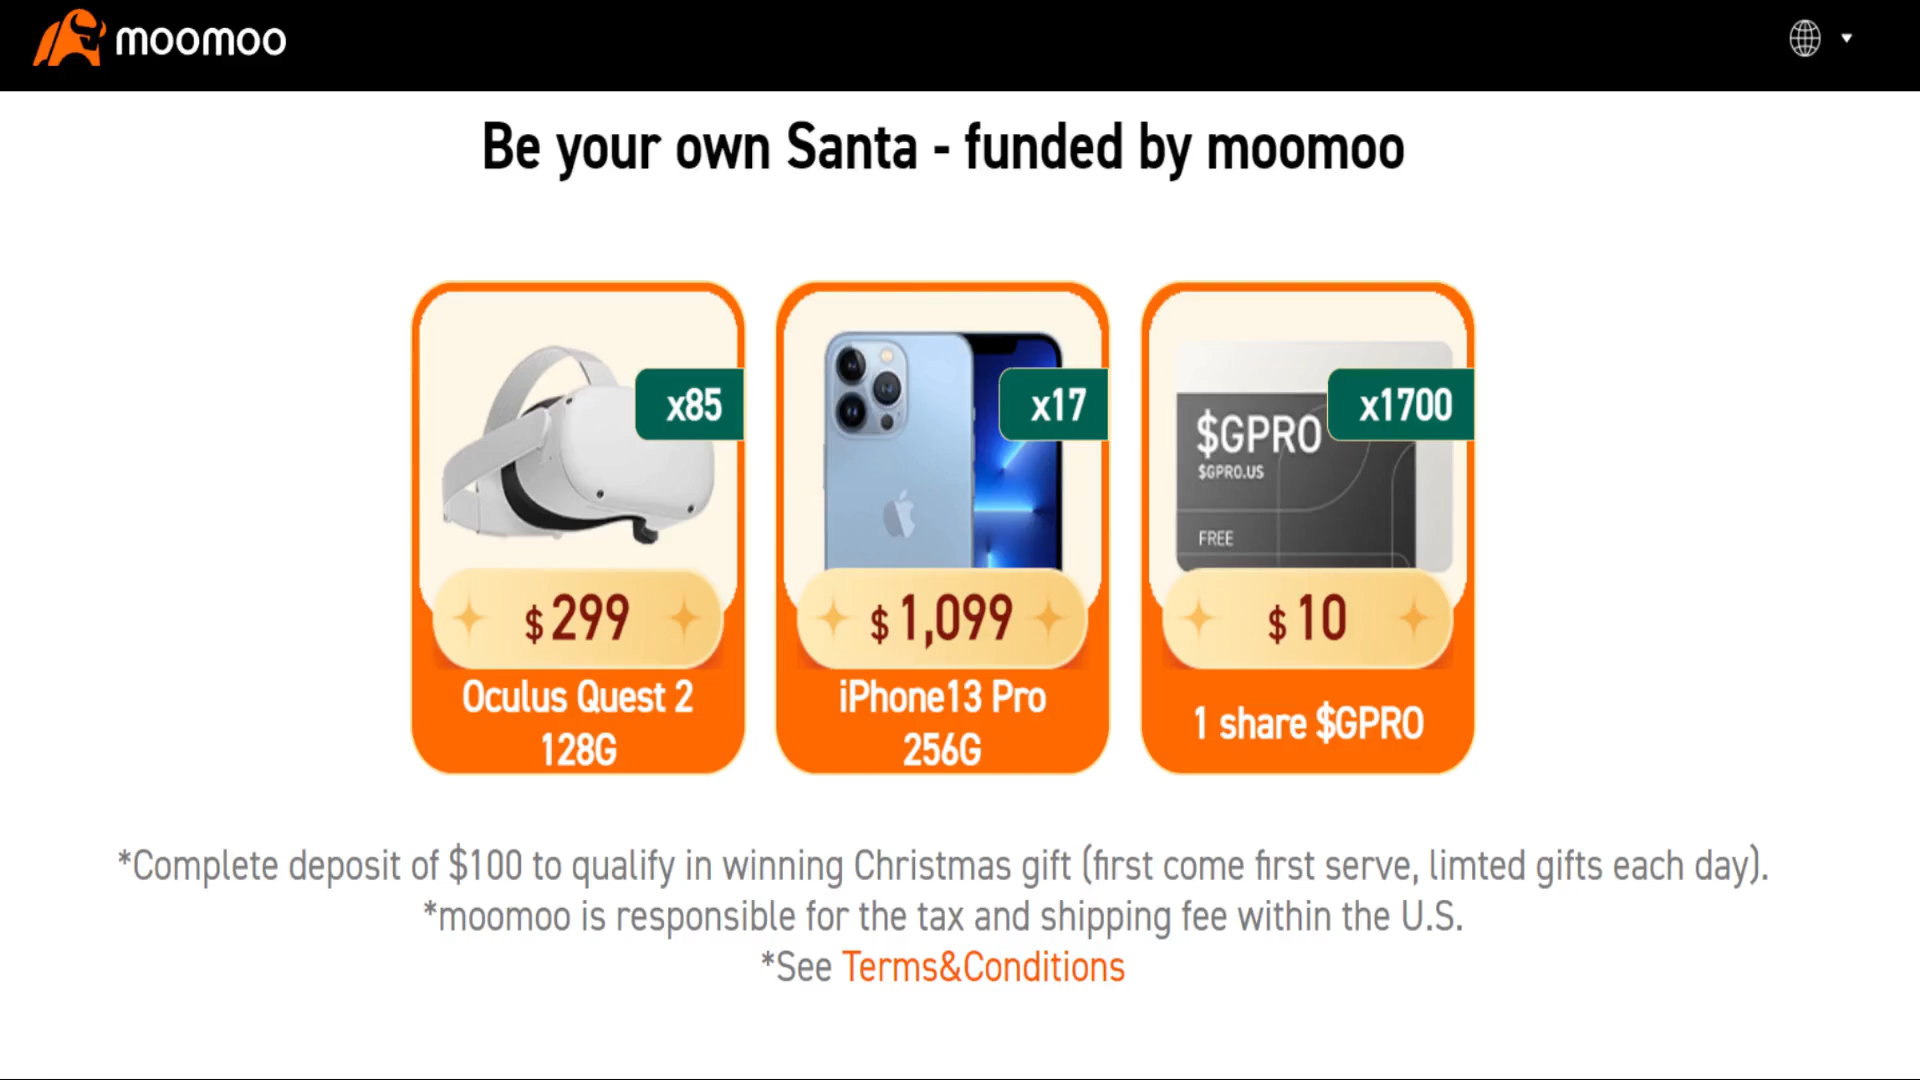 moomoo
Be your own Santa - funded by moomoo
x85
x17
x1700
$GPRO
$GPRO.US
FREE
$299
$1,099
$10
Oculus Quest 2
128G
iPhone13 Pro
256G
1 share $GPRO
*Complete deposit of $100 to qualify in winning Christmas gift (first come first serve, limted gifts each day).
*moomoo is responsible for the tax and shipping fee within the U.S.
*See Terms&Conditions